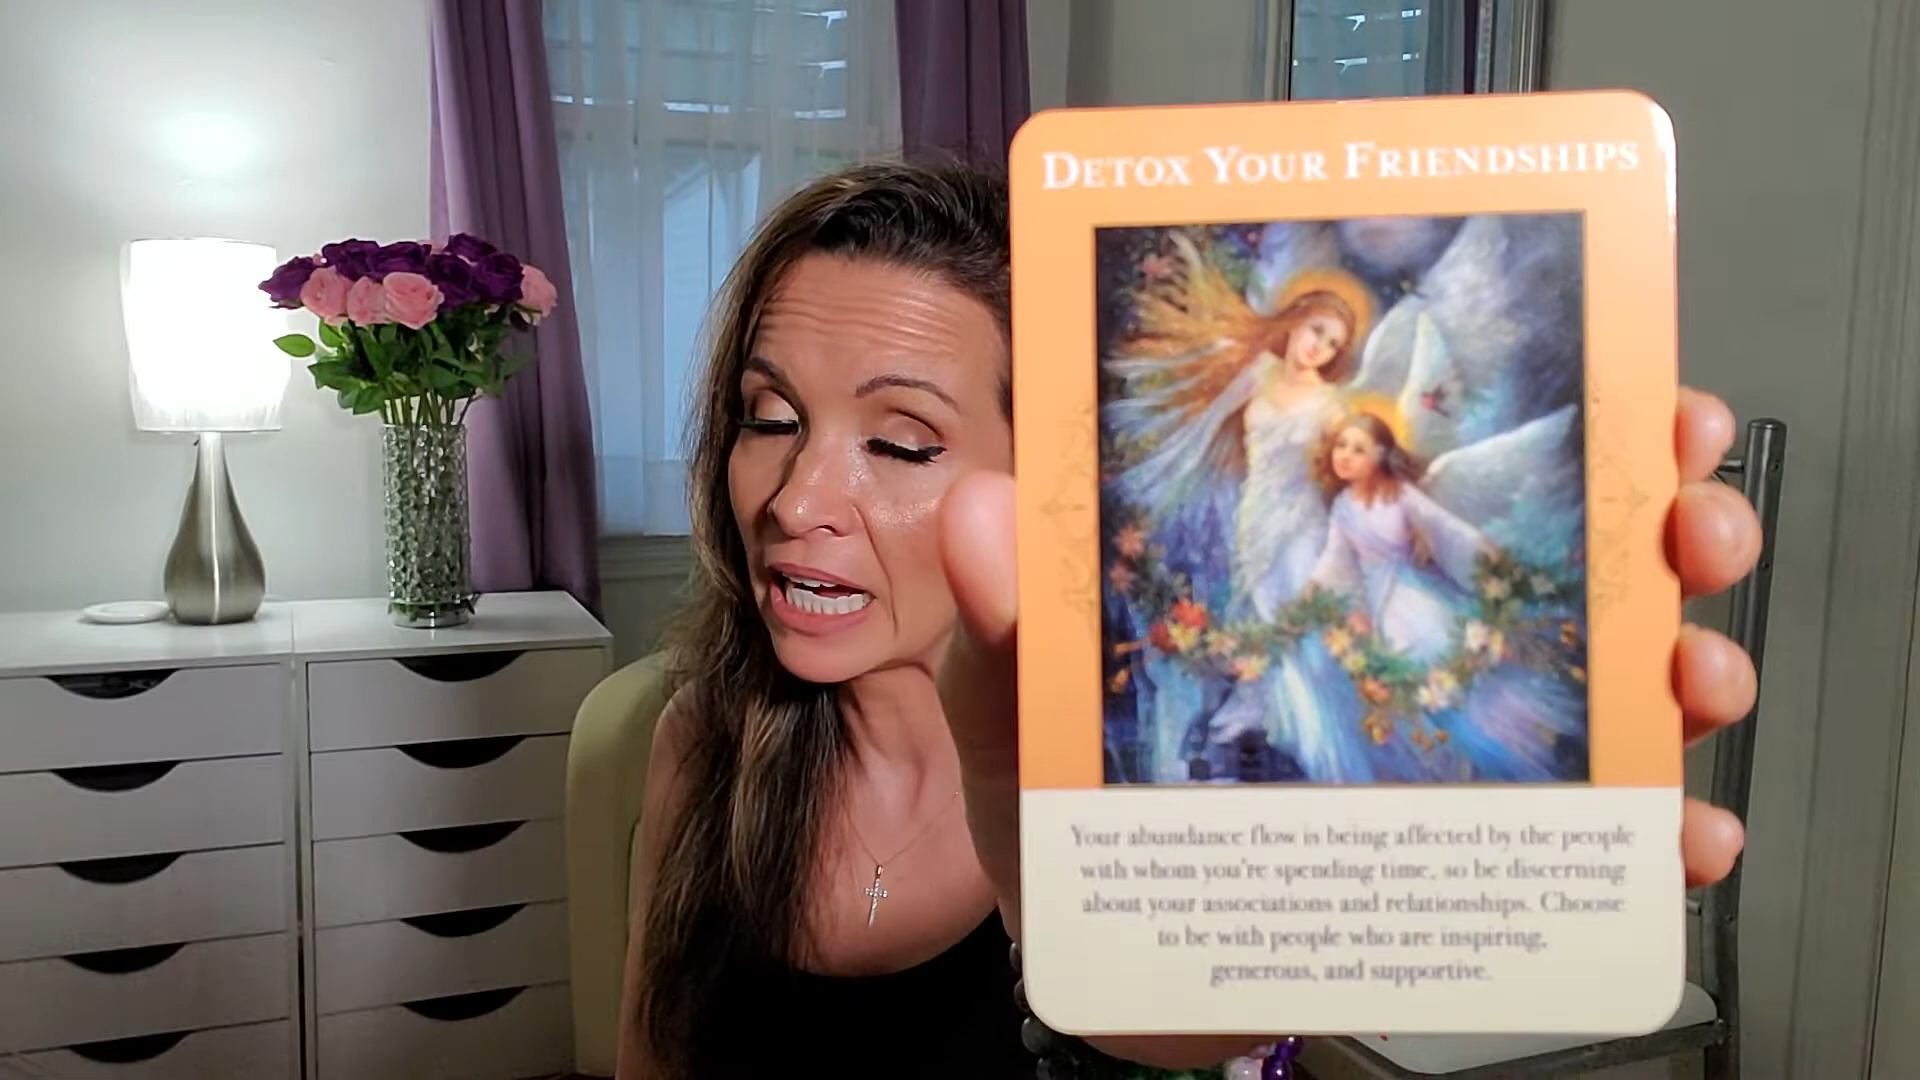 DETOX YOUR FRIENDSHIPS
Your abundance flow is being affected by the people
with whom you're spending time, so be discerning
about your associations and relationships. Choose
to be with people who are inspiring,
generous, and supportive.